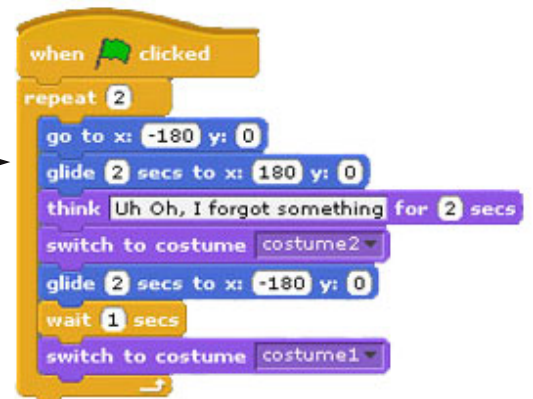 when clicked
repeat 2
go to x: -180 y: 0
glide 2 secs to x: 180 y: 0
think Uh Oh, I forgot something for 2 secs
switch to costume costume2
glide 2 secs to x: -180 y: 0
wait 1 secs
switch to costume costume1